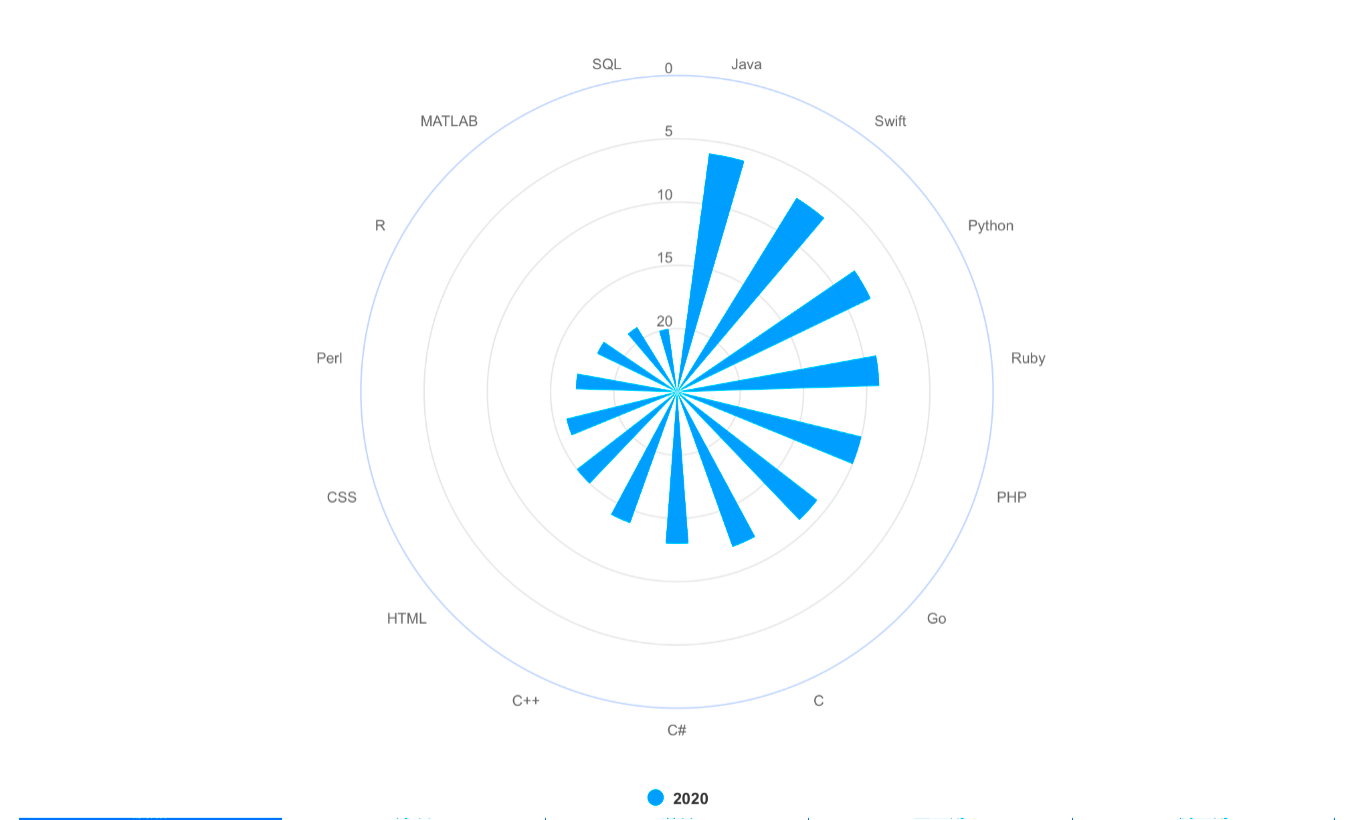 SQL
0
Java
MATLAB
Swift
5
10
R
Python
15
20
Perl
Ruby
CSS
PHP
HTML
Go
C++
C
C#
2020